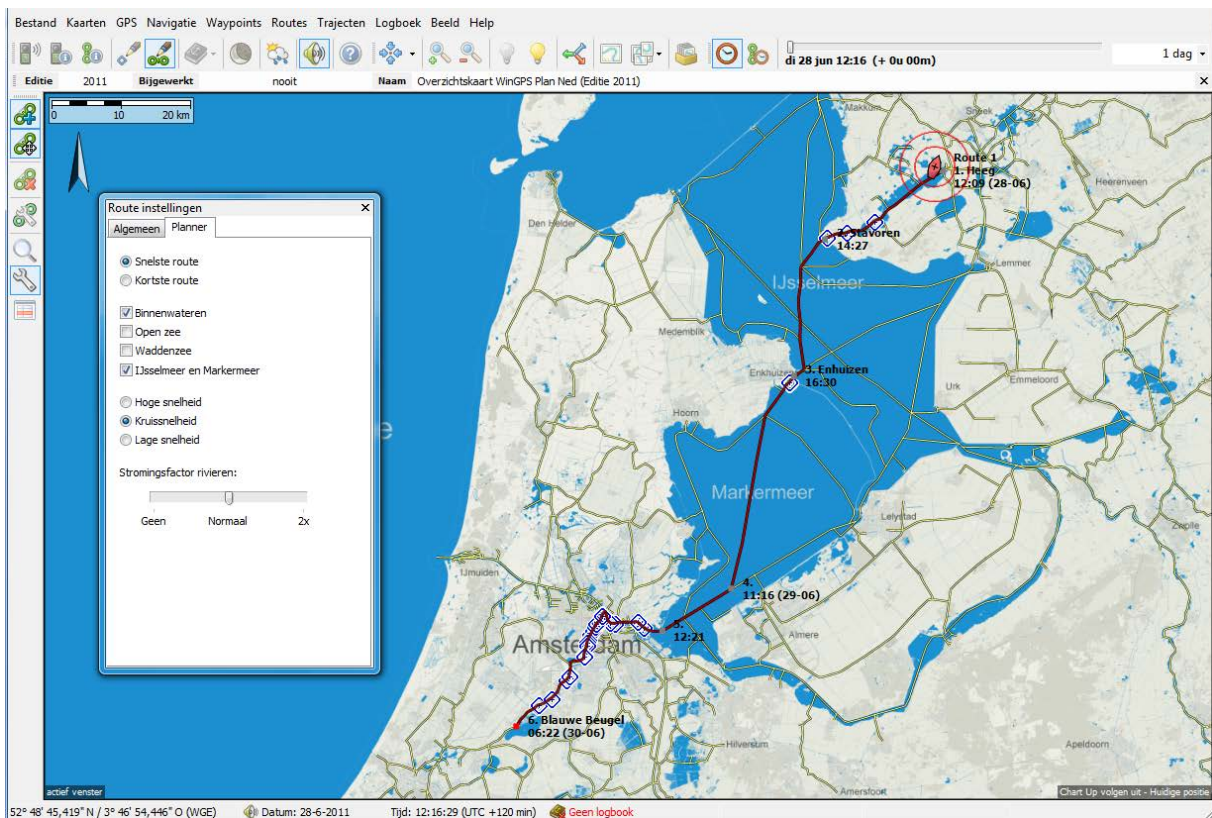 Bestand Kaarten GPS Navigatie Waypoints Routes Trajecten Logboek Beeld Help
di 28 jun 12:16 (+ 0u 00m)
1 dag
Editie 2011 Bijgewerkt nooit Naam Overzichtskaart WinGPS Plan Ned (Editie 2011)
0 10 20 km
Makkum
Sneek
Route 1
1. Heeg
12:09 (28-06)
Heerenveen
Route instellingen
Algemeen Planner
Snelste route
Kortste route
Binnenwateren
Open zee
Waddenzee
IJsselmeer en Markermeer
Hoge snelheid
Kruissnelheid
Lage snelheid
Stromingsfactor rivieren:
Geen Normaal 2x
Den Helder
2. Stavoren
14:27
Lemmer
IJsselmeer
Medemblik
Enkhuizen
3. Enhuizen
16:30
Urk
Emmeloord
Hoorn
e
Markermeer
Lelystad
Zwolle
IJmuiden
4.
11:16 (29-06)
5.
12:21
Almere
Amsterdam
6. Blauwe Beugel
06:22 (30-06)
Hilversum
Apeldoorn
Amersfoort
actief venster
Chart Up volgen uit - Huidige positie
52° 48' 45,419" N / 3° 46' 54,446" O (WGE) Datum: 28-6-2011 Tijd: 12:16:29 (UTC +120 min) Geen logbook